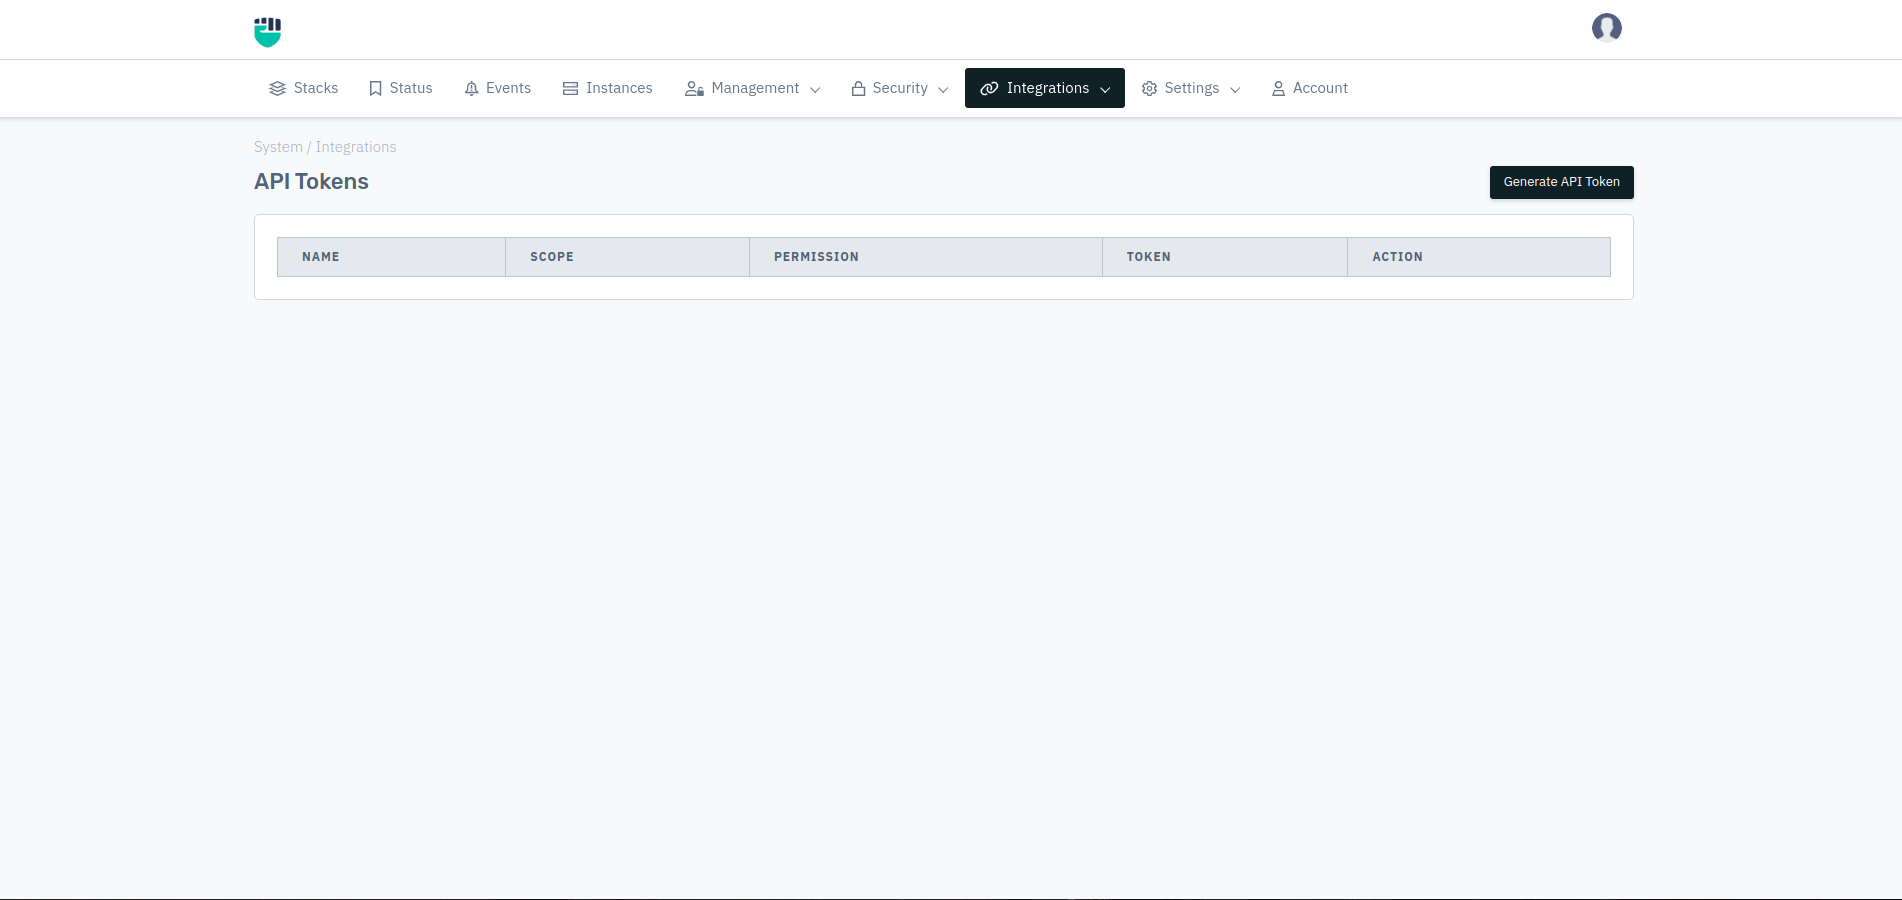 Stacks Status Events Instances Management Security Integrations Settings Account
System / Integrations
API Tokens
Generate API Token
NAME SCOPE PERMISSION TOKEN ACTION